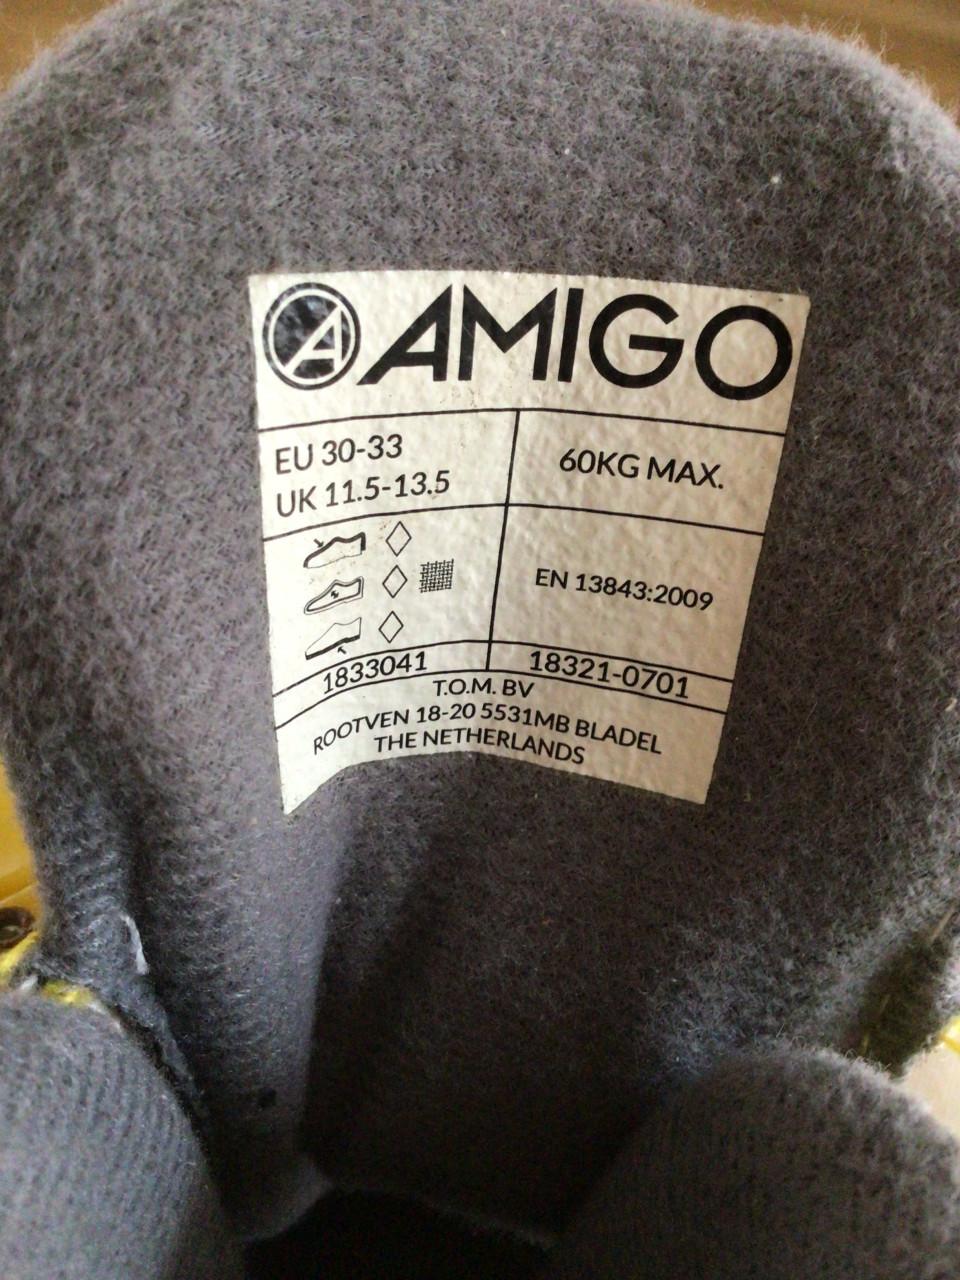 A AMIGO
EU 30-33
UK 11.5-13.5
60KG MAX.
EN 13843:2009
1833041
18321-0701
T.O.M. BV
ROOTVEN 18-20 5531MB BLADEL
THE NETHERLANDS